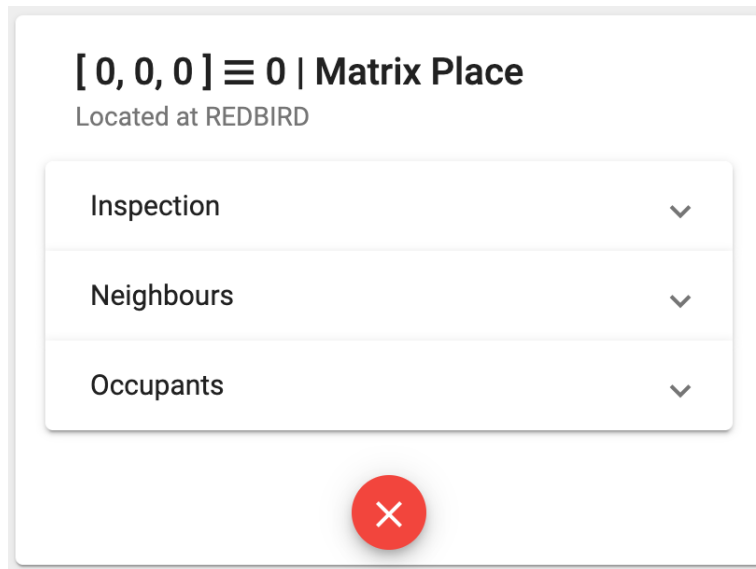 [ 0, 0, 0 ] ≡ 0 | Matrix Place
Located at REDBIRD
Inspection
Neighbours
Occupants